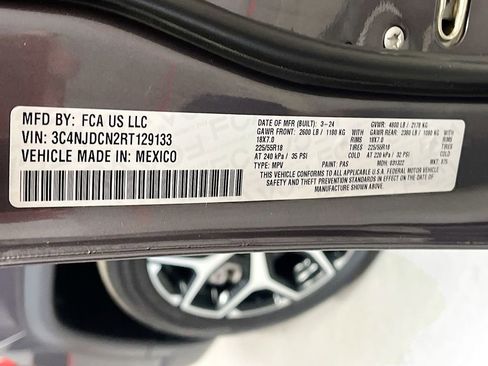 MFD BY: FCA US LLC
VIN: 3C4NJDCN2RT129133
VEHICLE MADE IN: MEXICO
DATE OF MFR (BUILT): 3-24
GAWR FRONT: 2600 LB / 1180 KG
18X7.0
225/55R18 TIRES
AT 240 kPa / 35 PSI COLD
TYPE: MPV PASS: PAINT: PAR
GVWR: 4800 LB / 2178 KG
GAWR REAR: 2380 LB / 1080 KG
18X7.0
225/55R18 TIRES
AT 220 kPa / 32 PSI COLD
THIS VEHICLE CONFORMS TO ALL APPLICABLE U.S.A. FEDERAL MOTOR VEHICLE
SAFETY AND THEFT PREVENTION STANDARDS IN EFFECT ON THE DATE OF
MANUFACTURE SHOWN ABOVE.